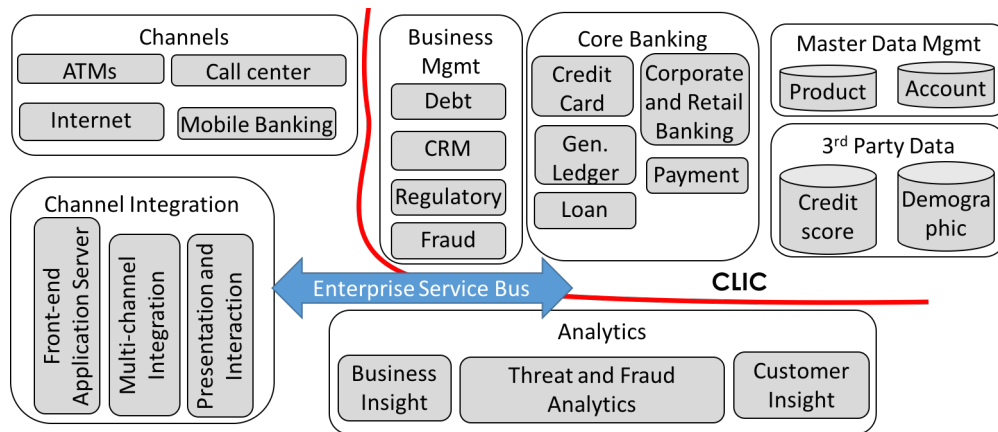 Channels
ATMs
Call center
Internet
Mobile Banking
Business
Mgmt
Debt
CRM
Regulatory
Fraud
Core Banking
Credit
Card
Corporate
and Retail
Banking
Gen.
Ledger
Payment
Loan
Master Data Mgmt
Product
Account
3rd Party Data
Credit
score
Demogra
phic
Channel Integration
Front-end
Application Server
Multi-channel
Integration
Presentation and
Interaction
Enterprise Service Bus
CLIC
Analytics
Business
Insight
Threat and Fraud
Analytics
Customer
Insight